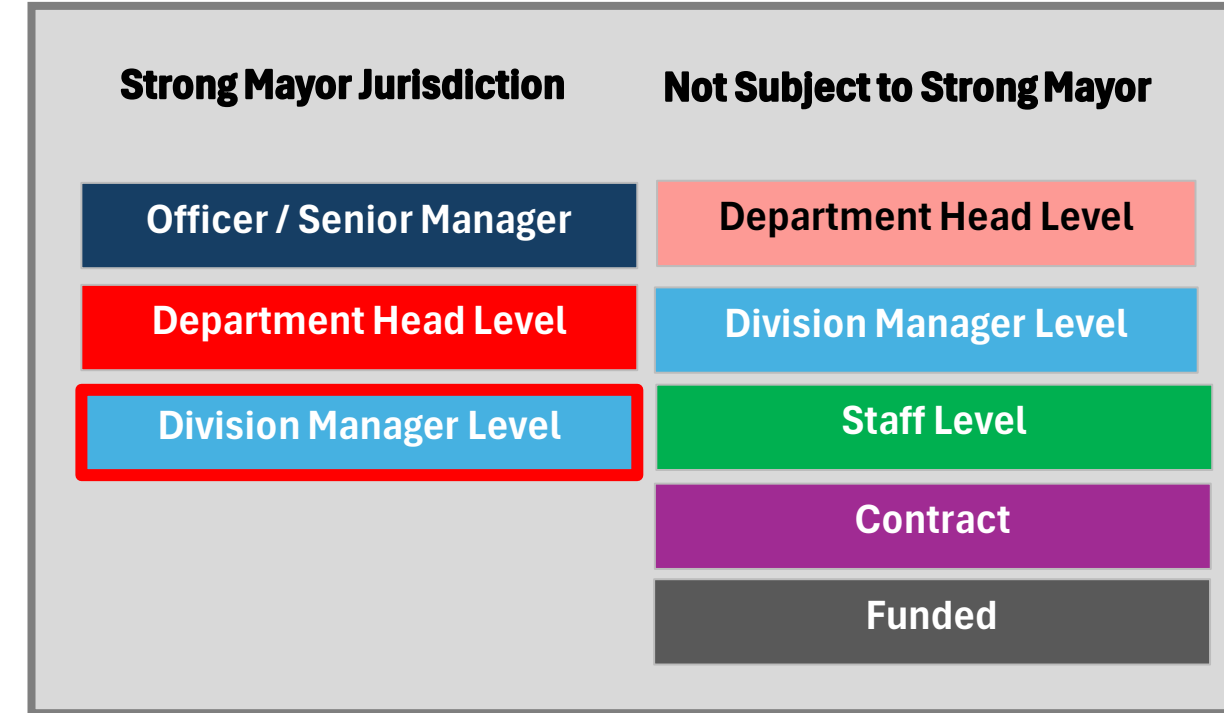 Strong Mayor Jurisdiction
Officer / Senior Manager
Department Head Level
Division Manager Level
Not Subject to Strong Mayor
Department Head Level
Division Manager Level
Staff Level
Contract
Funded